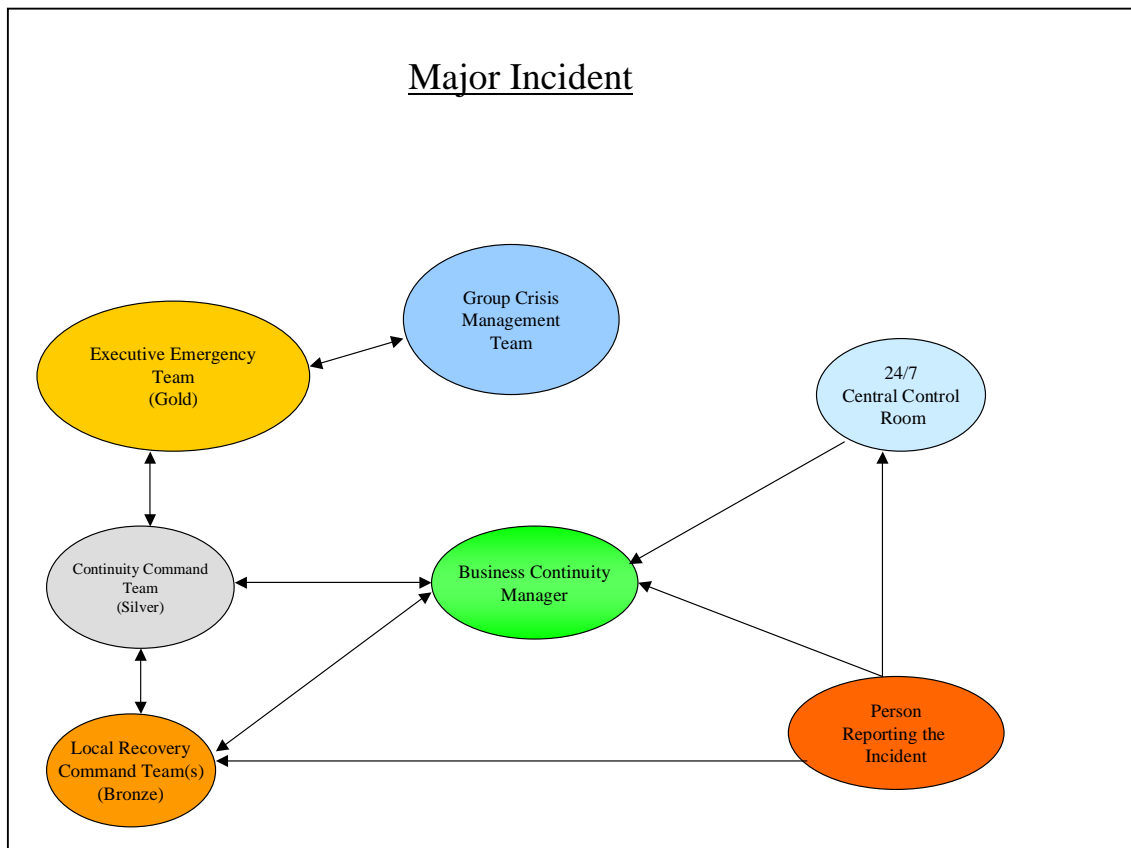 Major Incident
Group Crisis
Management
Team
Executive Emergency
Team
(Gold)
24/7
Central Control
Room
Continuity Command
Team
(Silver)
Business Continuity
Manager
Person
Reporting the
Incident
Local Recovery
Command Team(s)
(Bronze)